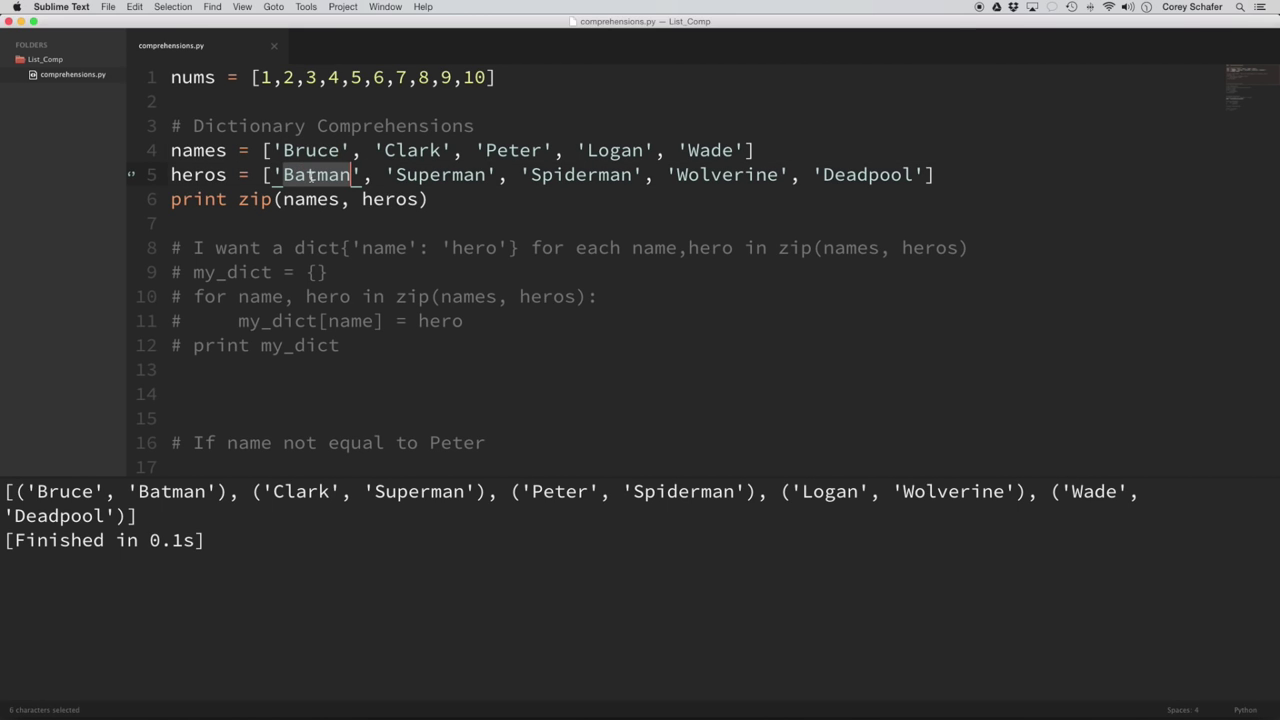 Sublime Text File Edit Selection Find View Goto Tools Project Window Help Corey Schafer
comprehensions.py — List_Comp
FOLDERS
List_Comp
comprehensions.py
comprehensions.py
1 nums = [1,2,3,4,5,6,7,8,9,10]
2
3 # Dictionary Comprehensions
4 names = ['Bruce', 'Clark', 'Peter', 'Logan', 'Wade']
5 heros = ['Batman', 'Superman', 'Spiderman', 'Wolverine', 'Deadpool']
6 print zip(names, heros)
7
8 # I want a dict{'name': 'hero'} for each name,hero in zip(names, heros)
9 # my_dict = {}
10 # for name, hero in zip(names, heros):
11 #     my_dict[name] = hero
12 # print my_dict
13
14
15
16 # If name not equal to Peter
17
[('Bruce', 'Batman'), ('Clark', 'Superman'), ('Peter', 'Spiderman'), ('Logan', 'Wolverine'), ('Wade',
'Deadpool')]
[Finished in 0.1s]
6 characters selected Spaces: 4 Python